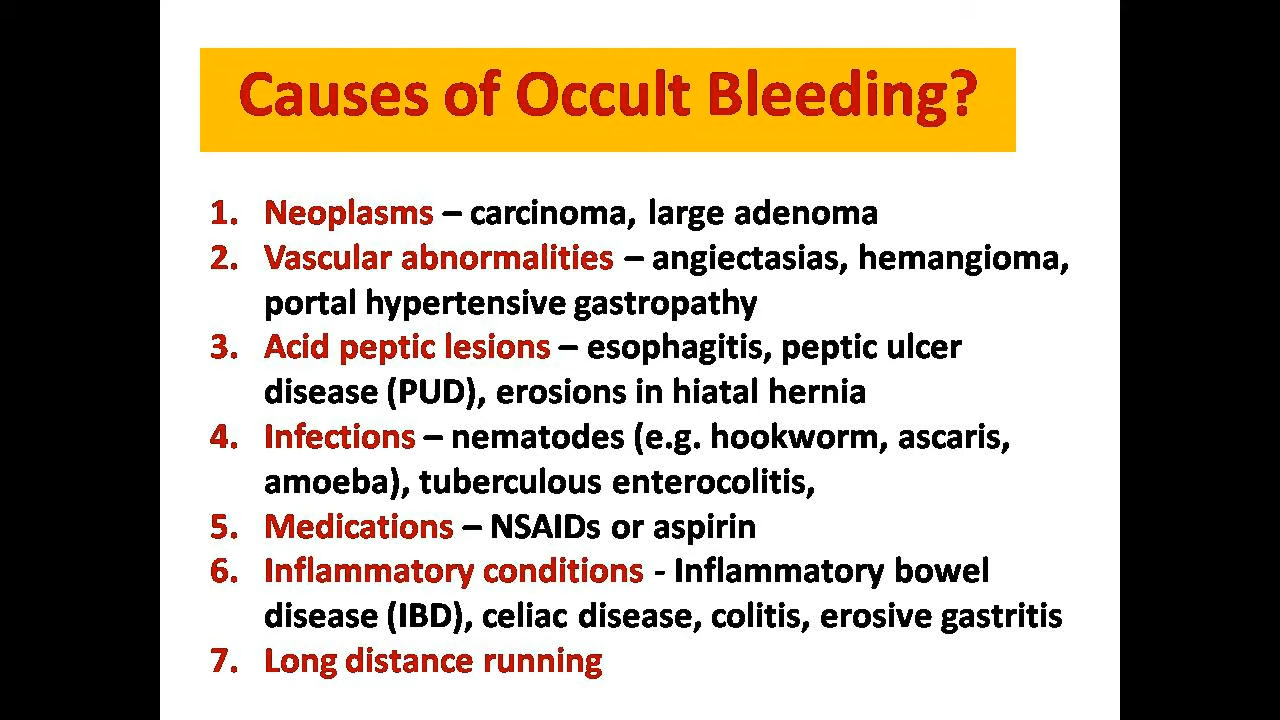 Causes of Occult Bleeding?
1. Neoplasms – carcinoma, large adenoma
2. Vascular abnormalities – angiectasias, hemangioma,
portal hypertensive gastropathy
3. Acid peptic lesions – esophagitis, peptic ulcer
disease (PUD), erosions in hiatal hernia
4. Infections – nematodes (e.g. hookworm, ascaris,
amoeba), tuberculous enterocolitis,
5. Medications – NSAIDs or aspirin
6. Inflammatory conditions - Inflammatory bowel
disease (IBD), celiac disease, colitis, erosive gastritis
7. Long distance running